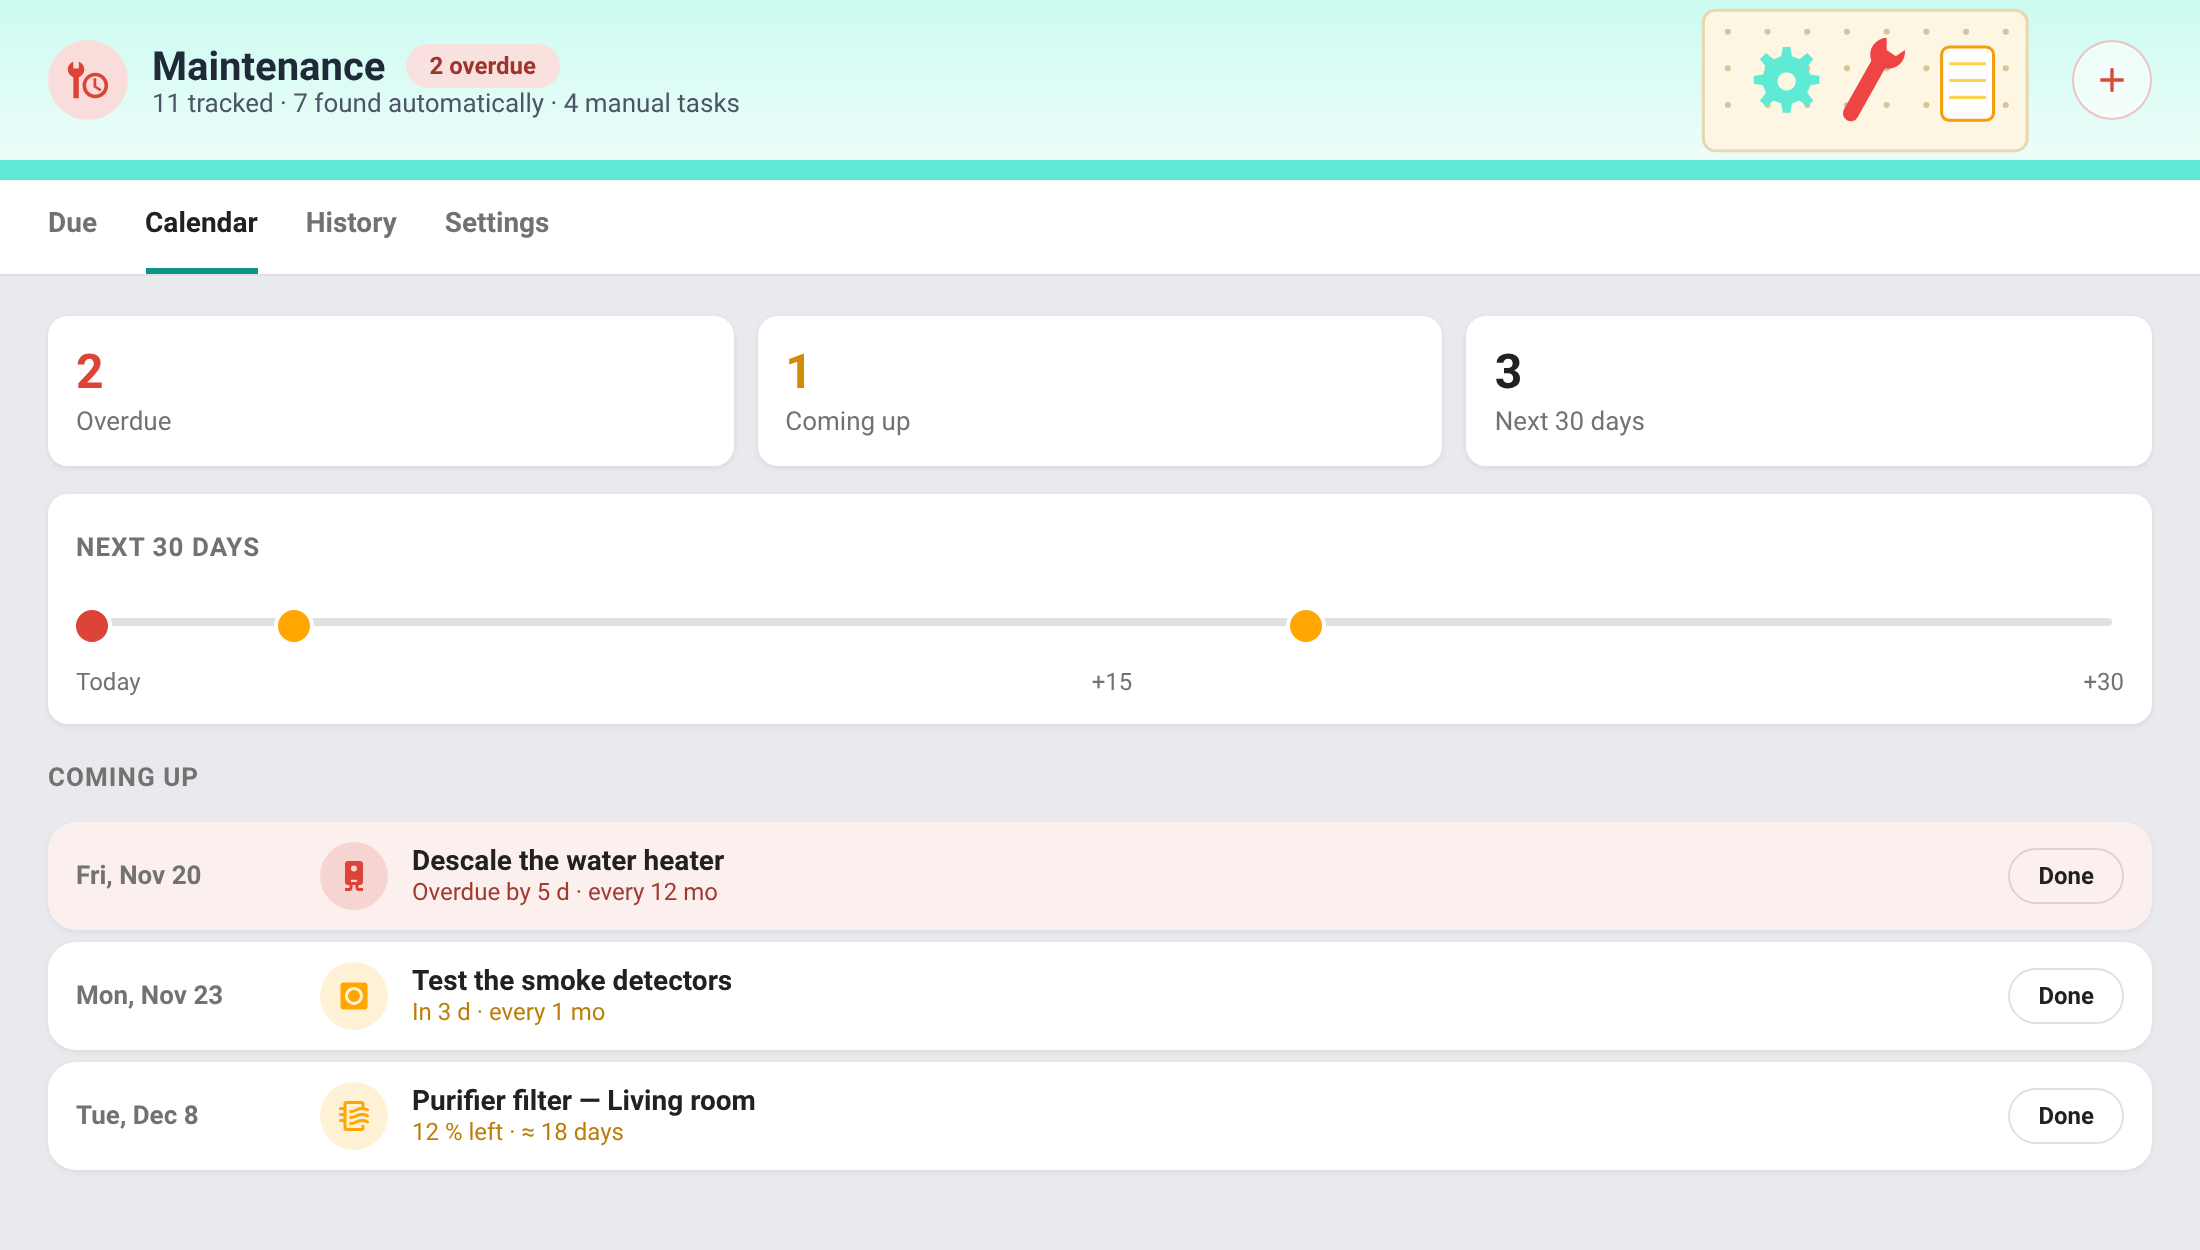 Maintenance
2 overdue
11 tracked · 7 found automatically · 4 manual tasks
Due
Calendar
History
Settings
2
Overdue
1
Coming up
3
Next 30 days
NEXT 30 DAYS
Today
+15
+30
COMING UP
Fri, Nov 20
Descale the water heater
Overdue by 5 d · every 12 mo
Done
Mon, Nov 23
Test the smoke detectors
In 3 d · every 1 mo
Done
Tue, Dec 8
Purifier filter — Living room
12 % left · ≈ 18 days
Done